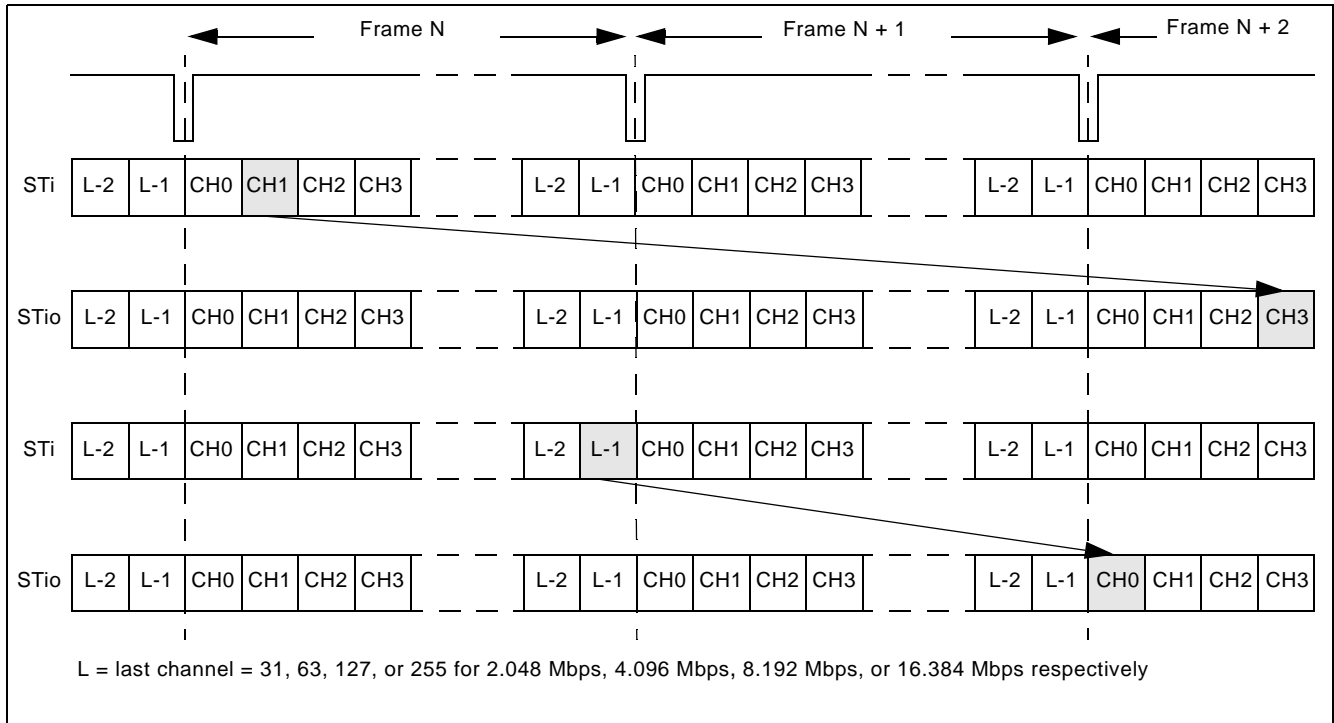 Frame N Frame N + 1 Frame N + 2
STi L-2 L-1 CH0 CH1 CH2 CH3 L-2 L-1 CH0 CH1 CH2 CH3 L-2 L-1 CH0 CH1 CH2 CH3
STio L-2 L-1 CH0 CH1 CH2 CH3 L-2 L-1 CH0 CH1 CH2 CH3 L-2 L-1 CH0 CH1 CH2 CH3
STi L-2 L-1 CH0 CH1 CH2 CH3 L-2 L-1 CH0 CH1 CH2 CH3 L-2 L-1 CH0 CH1 CH2 CH3
STio L-2 L-1 CH0 CH1 CH2 CH3 L-2 L-1 CH0 CH1 CH2 CH3 L-2 L-1 CH0 CH1 CH2 CH3
L = last channel = 31, 63, 127, or 255 for 2.048 Mbps, 4.096 Mbps, 8.192 Mbps, or 16.384 Mbps respectively